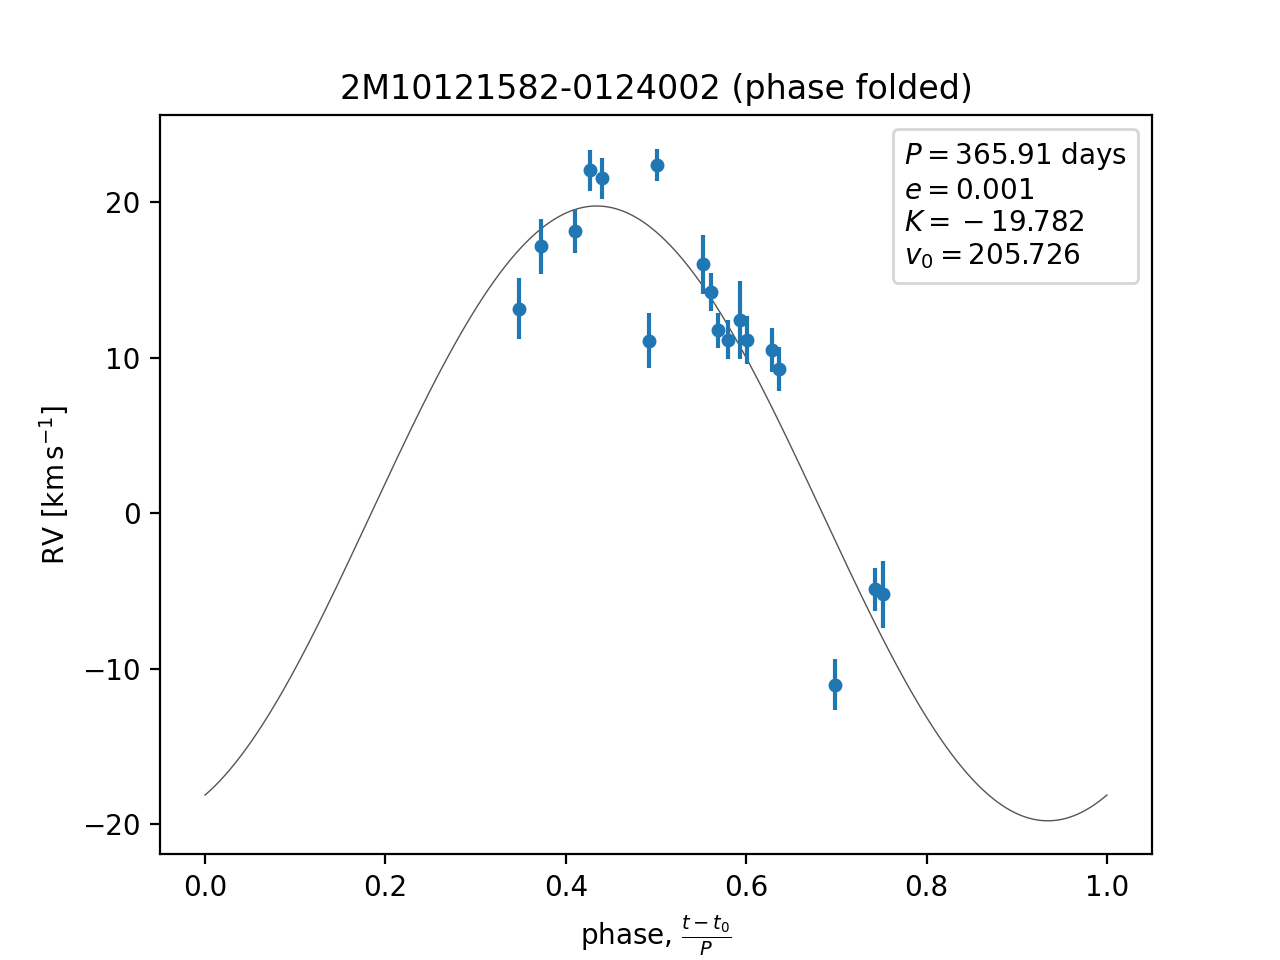 2M10121582-0124002 (phase folded)
P = 365.91 days
e = 0.001
K = −19.782
v₀ = 205.726
20
10
0
−10
−20
RV [km s⁻¹]
0.0 0.2 0.4 0.6 0.8 1.0
phase, (t − t₀)/P